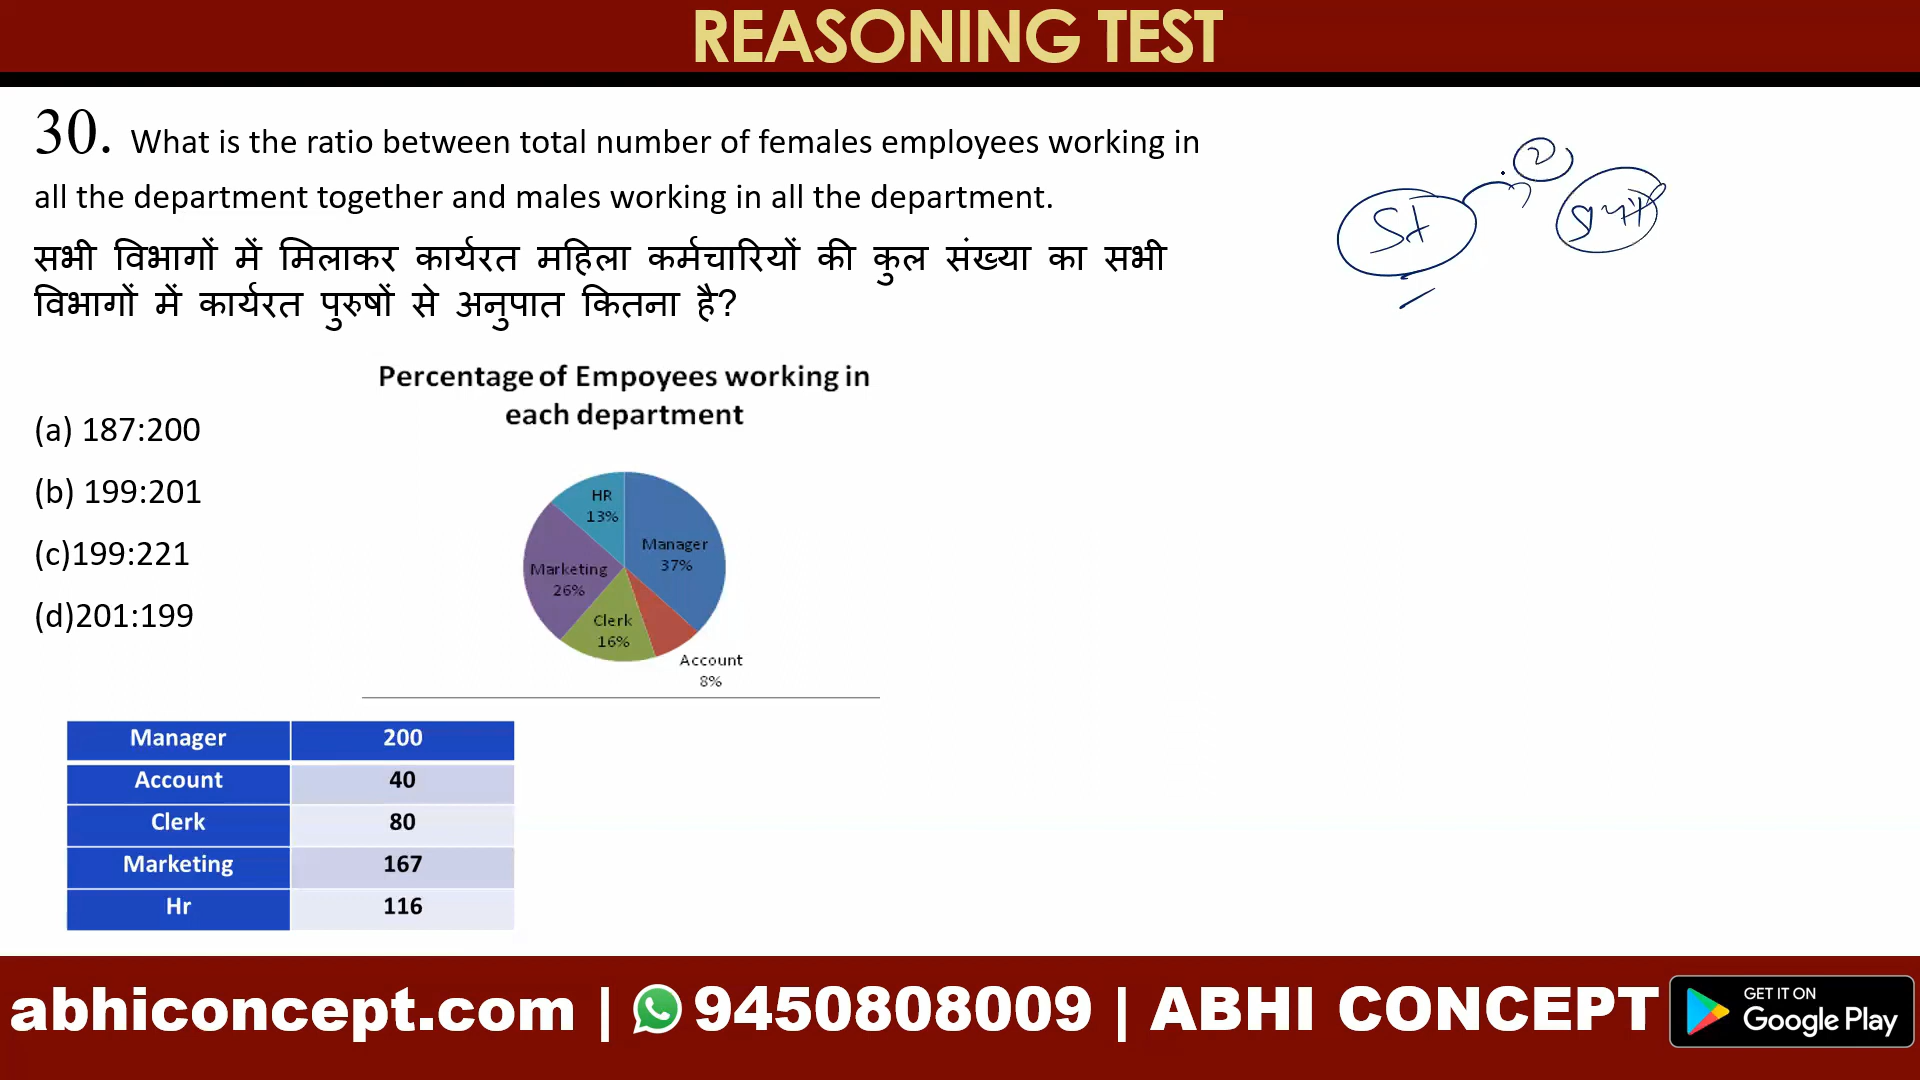 REASONING TEST
30. What is the ratio between total number of females employees working in
all the department together and males working in all the department.
सभी विभागों में मिलाकर कार्यरत महिला कर्मचारियों की कुल संख्या का सभी
विभागों में कार्यरत पुरुषों से अनुपात कितना है?
(a) 187:200
(b) 199:201
(c)199:221
(d)201:199
Percentage of Empoyees working in
each department
HR
13%
Manager
37%
Marketing
26%
Clerk
16%
Account
8%
Manager 200
Account 40
Clerk 80
Marketing 167
Hr 116
2
abhiconcept.com | 9450808009 | ABHI CONCEPT
GET IT ON
Google Play